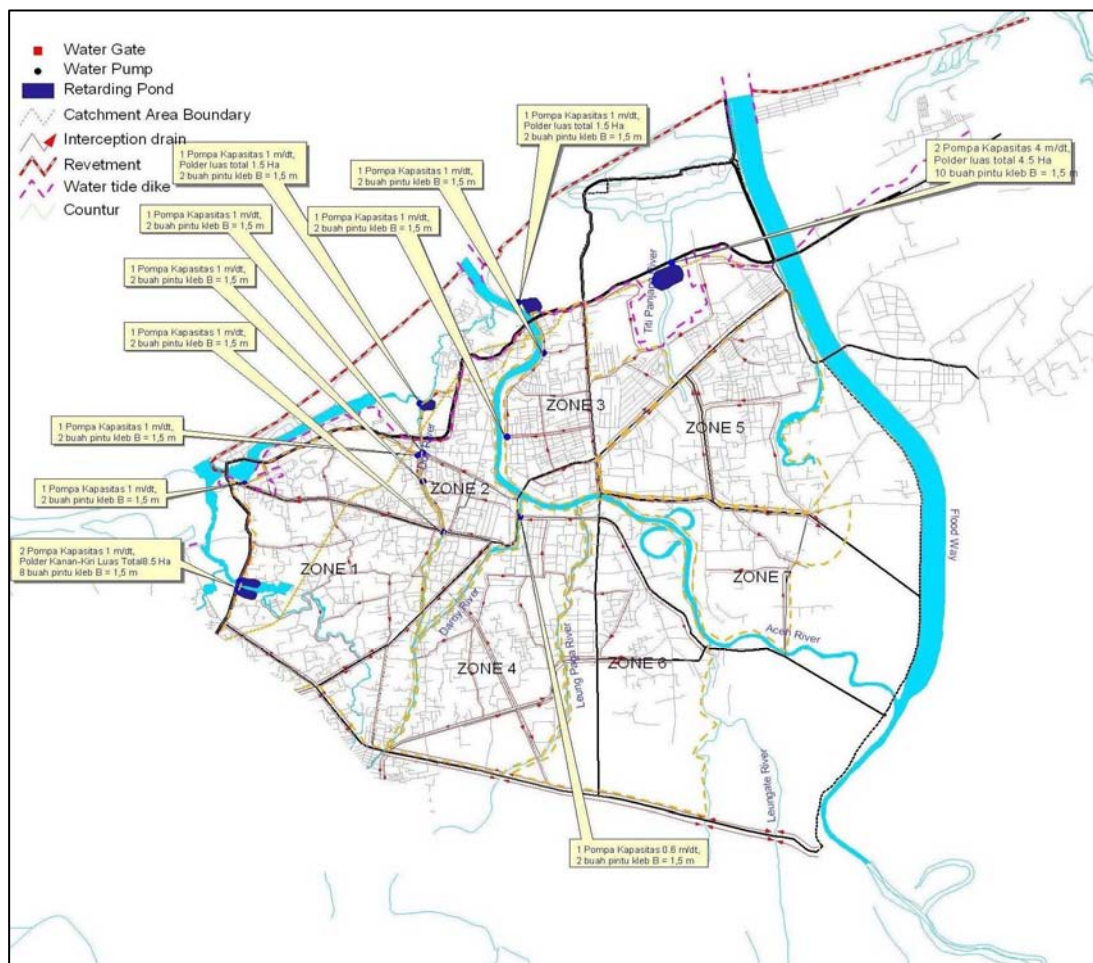 Water Gate
Water Pump
Retarding Pond
Catchment Area Boundary
Interception drain
Revetment
Water tide dike
Countur
1 Pompa Kapasitas 1 m/dt,
Polder luas total 1.5 Ha
2 buah pintu kleb B = 1,5 m
1 Pompa Kapasitas 1 m/dt,
Polder luas total 1.5 Ha
2 buah pintu kleb B = 1,5 m
1 Pompa Kapasitas 1 m/dt,
2 buah pintu kleb B = 1,5 m
2 Pompa Kapasitas 4 m/dt,
Polder luas total 4.5 Ha
10 buah pintu kleb B = 1,5 m
1 Pompa Kapasitas 1 m/dt,
2 buah pintu kleb B = 1,5 m
1 Pompa Kapasitas 1 m/dt,
2 buah pintu kleb B = 1,5 m
1 Pompa Kapasitas 1 m/dt,
2 buah pintu kleb B = 1,5 m
1 Pompa Kapasitas 1 m/dt,
2 buah pintu kleb B = 1,5 m
Titi Panjang River
ZONE 3
ZONE 5
1 Pompa Kapasitas 1 m/dt,
2 buah pintu kleb B = 1,5 m
River
ZONE 2
1 Pompa Kapasitas 1 m/dt,
2 buah pintu kleb B = 1,5 m
Flood Way
2 Pompa Kapasitas 1 m/dt,
Polder Kanan-Kiri Luas Total8.5 Ha
8 buah pintu kleb B = 1,5 m
ZONE 1
ZONE 7
Daroy River
Aceh River
ZONE 4
Leung Paga River
ZONE 6
Leungate River
1 Pompa Kapasitas 0.6 m/dt,
2 buah pintu kleb B = 1,5 m